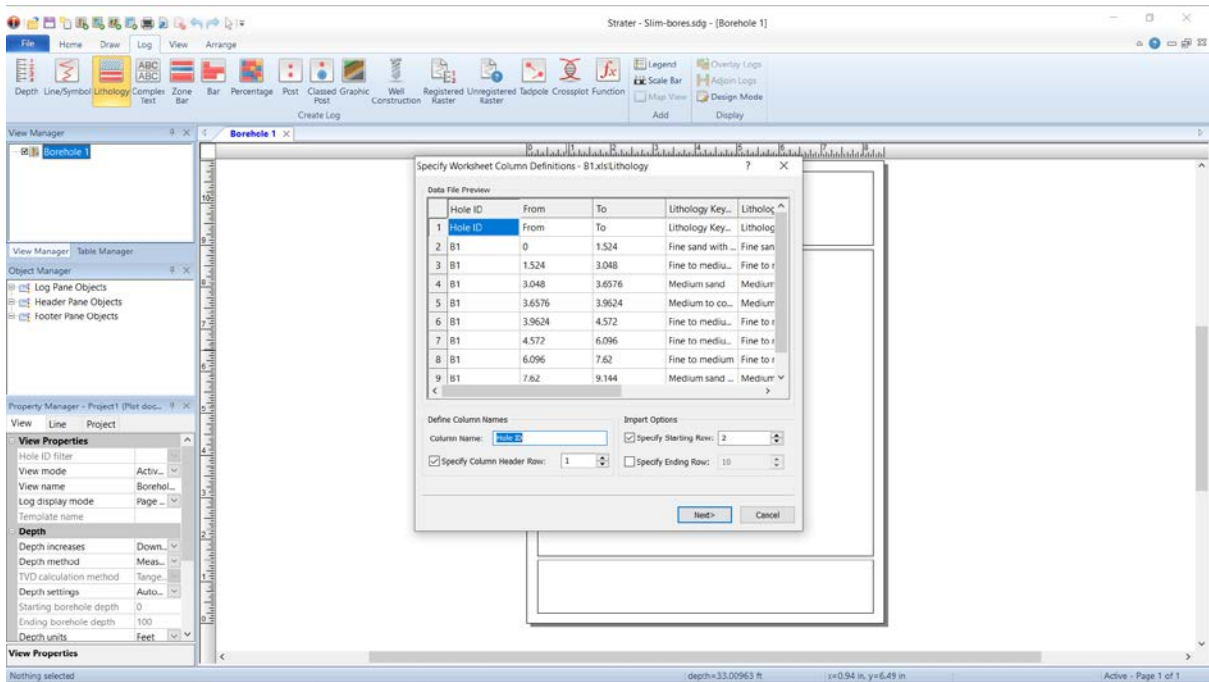 Strater - Slim-bores.sdg - [Borehole 1]
File Home Draw Log View Arrange
Depth Line/Symbol Lithology Complex Text Zone Bar Bar Percentage Post Classed Post Graphic Well Construction Registered Raster Unregistered Raster Tadpole Crossplot Function
Legend Overlay Logs
Scale Bar Adjoin Logs
Map View Design Mode
Create Log Add Display
View Manager
Borehole 1
Borehole 1
View Manager Table Manager
Object Manager
Log Pane Objects
Header Pane Objects
Footer Pane Objects
Property Manager - Project1 (Plot doc...
View Line Project
View Properties
Hole ID filter
View mode Activ...
View name Borehol...
Log display mode Page ...
Template name
Depth
Depth increases Down...
Depth method Meas...
TVD calculation method Tange...
Depth settings Auto...
Starting borehole depth 0
Ending borehole depth 100
Depth units Feet
View Properties
Nothing selected
Specify Worksheet Column Definitions - B1.xls:Lithology ? ×
Data File Preview
Hole ID From To Lithology Key... Litholog
1 Hole ID From To Lithology Key... Litholog
2 B1 0 1.524 Fine sand with ... Fine san
3 B1 1.524 3.048 Fine to mediu... Fine to r
4 B1 3.048 3.6576 Medium sand Medium
5 B1 3.6576 3.9624 Medium to co... Medium
6 B1 3.9624 4.572 Fine to mediu... Fine to r
7 B1 4.572 6.096 Fine to mediu... Fine to r
8 B1 6.096 7.62 Fine to medium Fine to r
9 B1 7.62 9.144 Medium sand ... Medium
Define Column Names
Column Name: Hole ID
Specify Column Header Row: 1
Import Options
Specify Starting Row: 2
Specify Ending Row: 10
Next> Cancel
depth=33.00963 ft x=0.94 in, y=6.49 in Active - Page 1 of 1